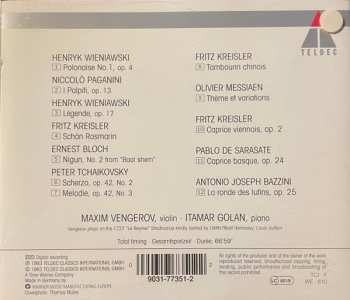 TELDEC
HENRYK WIENIAWSKI
1 Polonaise No.1, op. 4
NICCOLÒ PAGANINI
2 I Palpiti, op. 13
HENRYK WIENIAWSKI
3 Légende, op. 17
FRITZ KREISLER
4 Schön Rosmarin
ERNEST BLOCH
5 Nigun, No. 2 from "Baal shem"
PETER TCHAIKOVSKY
6 Scherzo, op. 42, No. 2
7 Mélodie, op. 42, No. 3
FRITZ KREISLER
8 Tambourin chinois
OLIVIER MESSIAEN
9 Thème et variations
FRITZ KREISLER
10 Caprice viennois, op. 2
PABLO DE SARASATE
11 Caprice basque, op. 24
ANTONIO JOSEPH BAZZINI
12 La ronde des lutins, op. 25
MAXIM VENGEROV, violin - ITAMAR GOLAN, piano
Total timing · Gesamtspielzeit · Durée: 66'59"
Digital recording
9031-77351-2